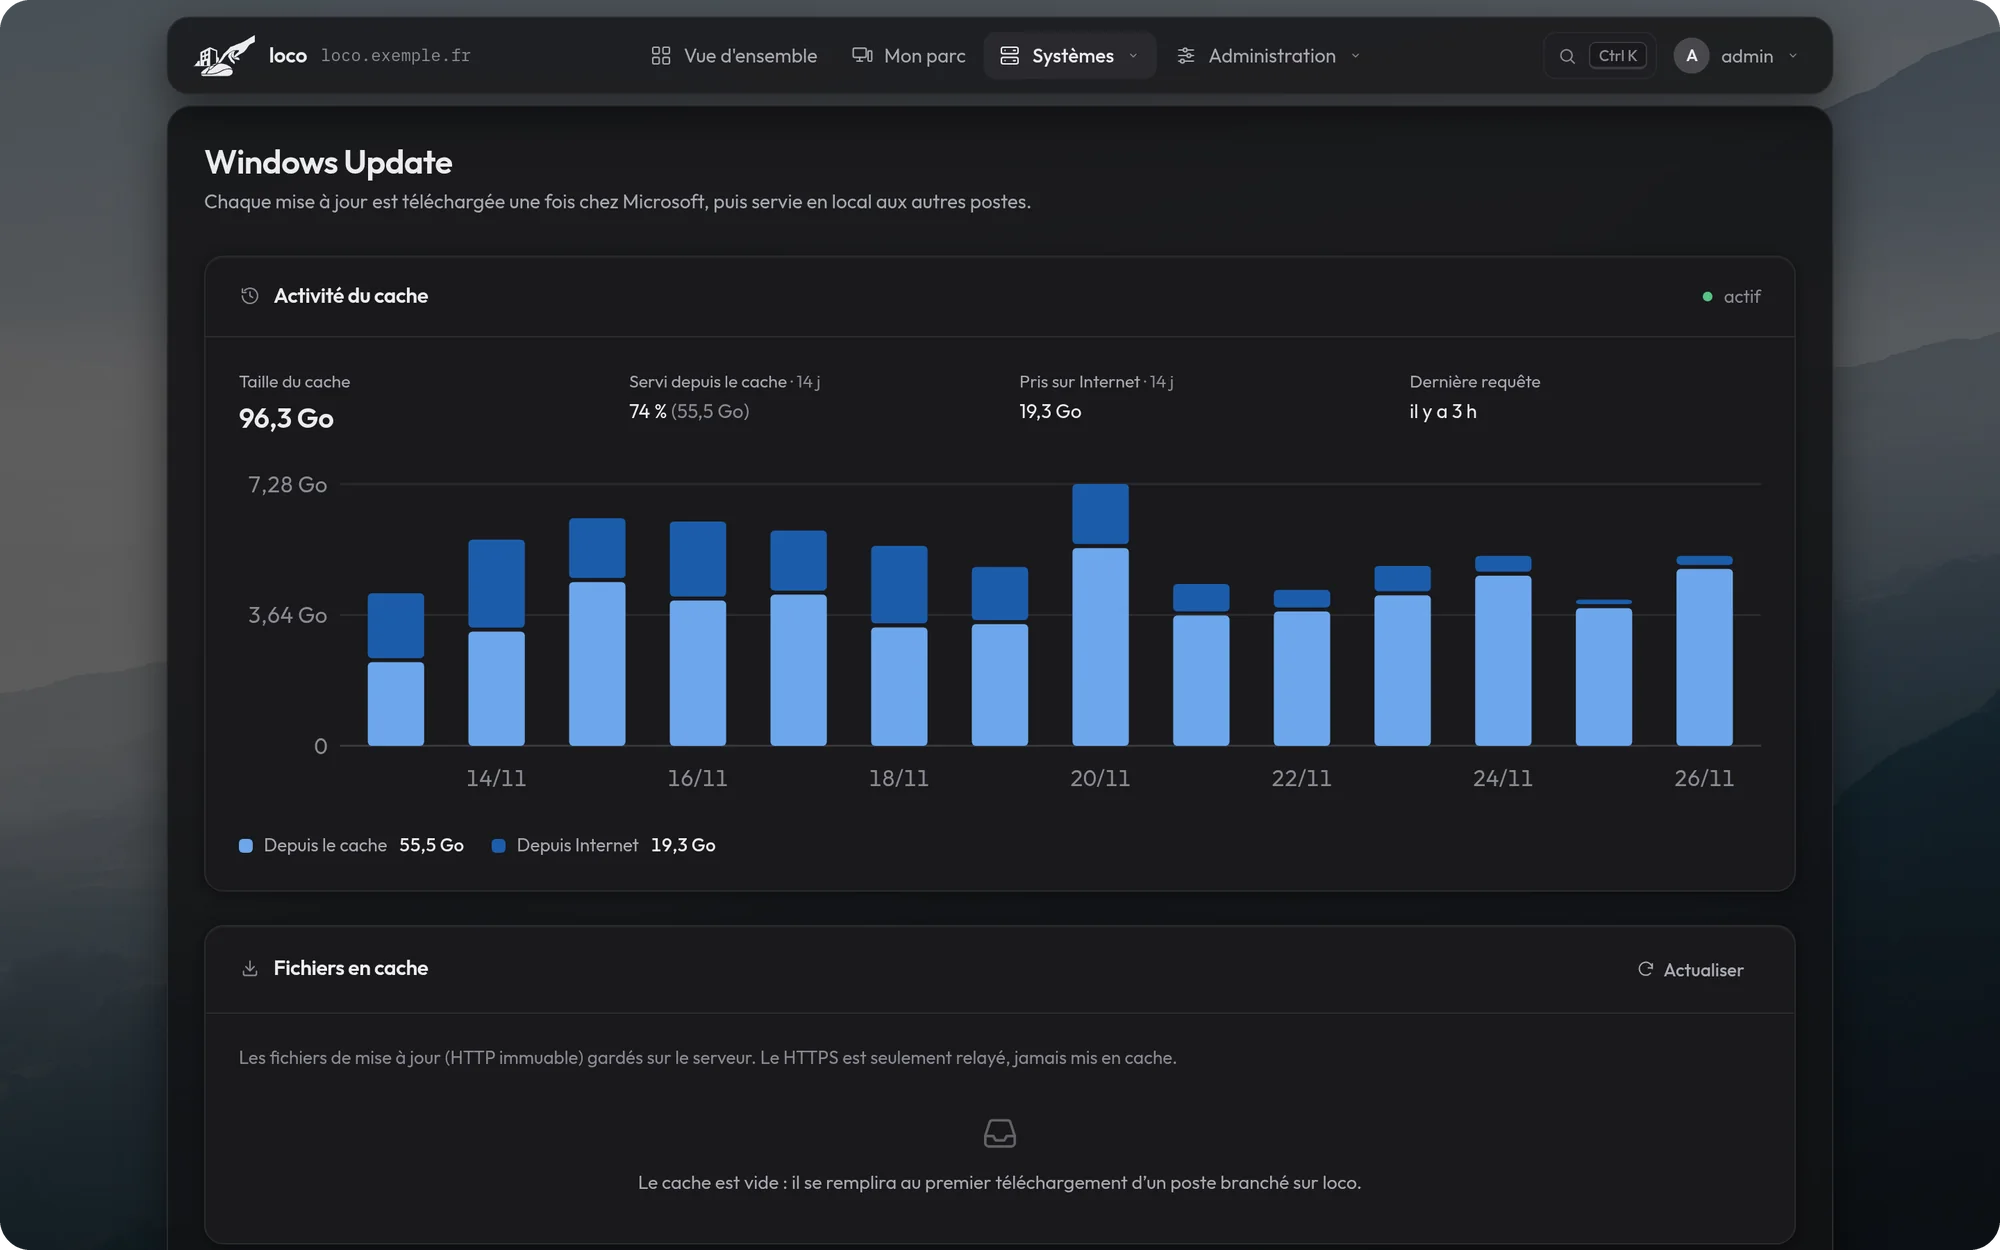 loco loco.exemple.fr Vue d'ensemble Mon parc Systèmes Administration Ctrl K A admin
Windows Update
Chaque mise à jour est téléchargée une fois chez Microsoft, puis servie en local aux autres postes.
Activité du cache actif
Taille du cache Servi depuis le cache · 14 j Pris sur Internet · 14 j Dernière requête
96,3 Go 74 % (55,5 Go) 19,3 Go il y a 3 h
7,28 Go
3,64 Go
0
14/11 16/11 18/11 20/11 22/11 24/11 26/11
Depuis le cache 55,5 Go Depuis Internet 19,3 Go
Fichiers en cache Actualiser
Les fichiers de mise à jour (HTTP immuable) gardés sur le serveur. Le HTTPS est seulement relayé, jamais mis en cache.
Le cache est vide : il se remplira au premier téléchargement d’un poste branché sur loco.